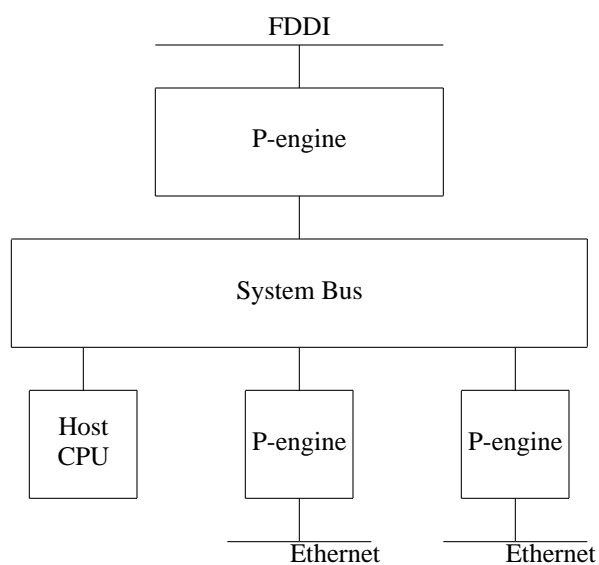 FDDI
P-engine
System Bus
Host
CPU
P-engine
P-engine
Ethernet
Ethernet